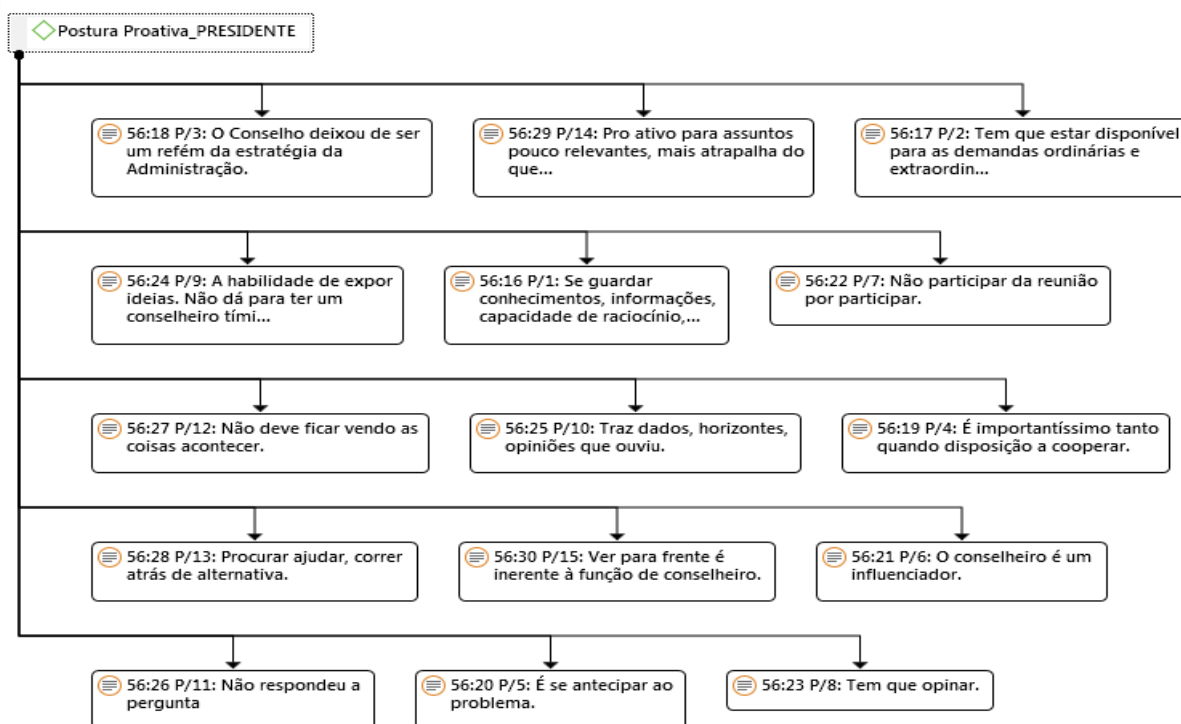 Postura Proativa_PRESIDENTE
56:18 P/3: O Conselho deixou de ser
um refém da estratégia da
Administração.
56:29 P/14: Pro ativo para assuntos
pouco relevantes, mais atrapalha do
que...
56:17 P/2: Tem que estar disponível
para as demandas ordinárias e
extraordin...
56:24 P/9: A habilidade de expor
ideias. Não dá para ter um
conselheiro tími...
56:16 P/1: Se guardar
conhecimentos, informações,
capacidade de raciocínio,...
56:22 P/7: Não participar da reunião
por participar.
56:27 P/12: Não deve ficar vendo as
coisas acontecer.
56:25 P/10: Traz dados, horizontes,
opiniões que ouviu.
56:19 P/4: É importantíssimo tanto
quando disposição a cooperar.
56:28 P/13: Procurar ajudar, correr
atrás de alternativa.
56:30 P/15: Ver para frente é
inerente à função de conselheiro.
56:21 P/6: O conselheiro é um
influenciador.
56:26 P/11: Não respondeu a
pergunta
56:20 P/5: É se antecipar ao
problema.
56:23 P/8: Tem que opinar.